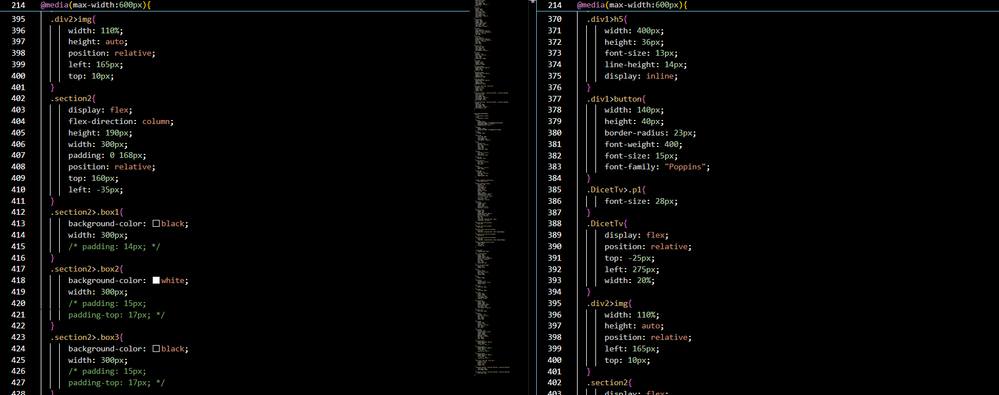 214 @media(max-width:600px){
395 .div2>img{
396 width: 110%;
397 height: auto;
398 position: relative;
399 left: 165px;
400 top: 10px;
401 }
402 .section2{
403 display: flex;
404 flex-direction: column;
405 height: 190px;
406 width: 300px;
407 padding: 0 168px;
408 position: relative;
409 top: 160px;
410 left: -35px;
411 }
412 .section2>.box1{
413 background-color: black;
414 width: 300px;
415 /* padding: 14px; */
416 }
417 .section2>.box2{
418 background-color: white;
419 width: 300px;
420 /* padding: 15px;
421 padding-top: 17px; */
422 }
423 .section2>.box3{
424 background-color: black;
425 width: 300px;
426 /* padding: 15px;
427 padding-top: 17px; */
428 }
214 @media(max-width:600px){
370 .div1>h5{
371 width: 400px;
372 height: 36px;
373 font-size: 13px;
374 line-height: 14px;
375 display: inline;
376 }
377 .div1>button{
378 width: 140px;
379 height: 40px;
380 border-radius: 23px;
381 font-weight: 400;
382 font-size: 15px;
383 font-family: "Poppins";
384 }
385 .DicetTv>.p1{
386 font-size: 28px;
387 }
388 .DicetTv{
389 display: flex;
390 position: relative;
391 top: -25px;
392 left: 275px;
393 width: 20%;
394 }
395 .div2>img{
396 width: 110%;
397 height: auto;
398 position: relative;
399 left: 165px;
400 top: 10px;
401 }
402 .section2{
403 display: flex;